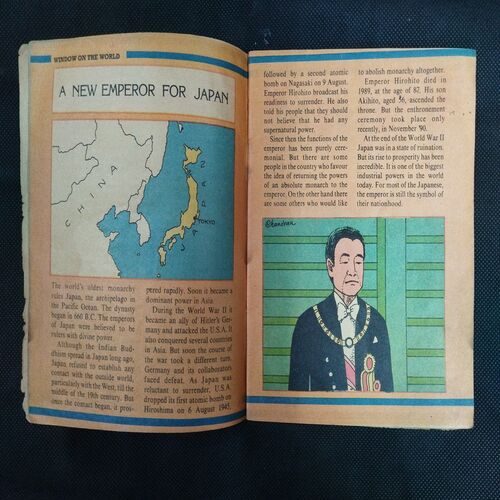 WINDOW ON THE WORLD
A NEW EMPEROR FOR JAPAN
CHINA
JAPAN
TOKYO
The world's oldest monarchy
rules Japan, the archipelago in
the Pacific Ocean. The dynasty
began in 660 B.C. The emperors
of Japan were believed to be
rulers with divine power.
Although the Indian Bud-
dhism spread in Japan long ago,
Japan refused to establish any
contact with the outside world,
particularly with the West, till the
middle of the 19th century. But
once the contact began, it pros-
pered rapidly. Soon it became a
dominant power in Asia.
During the World War II it
became an ally of Hitler's Ger-
many and attacked the U.S.A. It
also conquered several countries
in Asia. But soon the course of
the war took a different turn.
Germany and its collaborators
faced defeat. As Japan was
reluctant to surrender, U.S.A.
dropped its first atomic bomb on
Hiroshima on 6 August 1945,
followed by a second atomic
bomb on Nagasaki on 9 August.
Emperor Hirohito broadcast his
readiness to surrender. He also
told his people that they should
not believe that he had any
supernatural power.
Since then the functions of the
emperor has been purely cere-
monial. But there are some
people in the country who favour
the idea of returning the powers
of an absolute monarch to the
emperor. On the other hand there
are some others who would like
to abolish monarchy altogether.
Emperor Hirohito died in
1989, at the age of 87. His son
Akihito, aged 56, ascended the
throne. But the enthronement
ceremony took place only
recently, in November '90.
At the end of the World War II
Japan was in a state of ruination.
But its rise to prosperity has been
incredible. It is one of the biggest
industrial powers in the world
today. For most of the Japanese,
the emperor is still the symbol of
their nationhood.